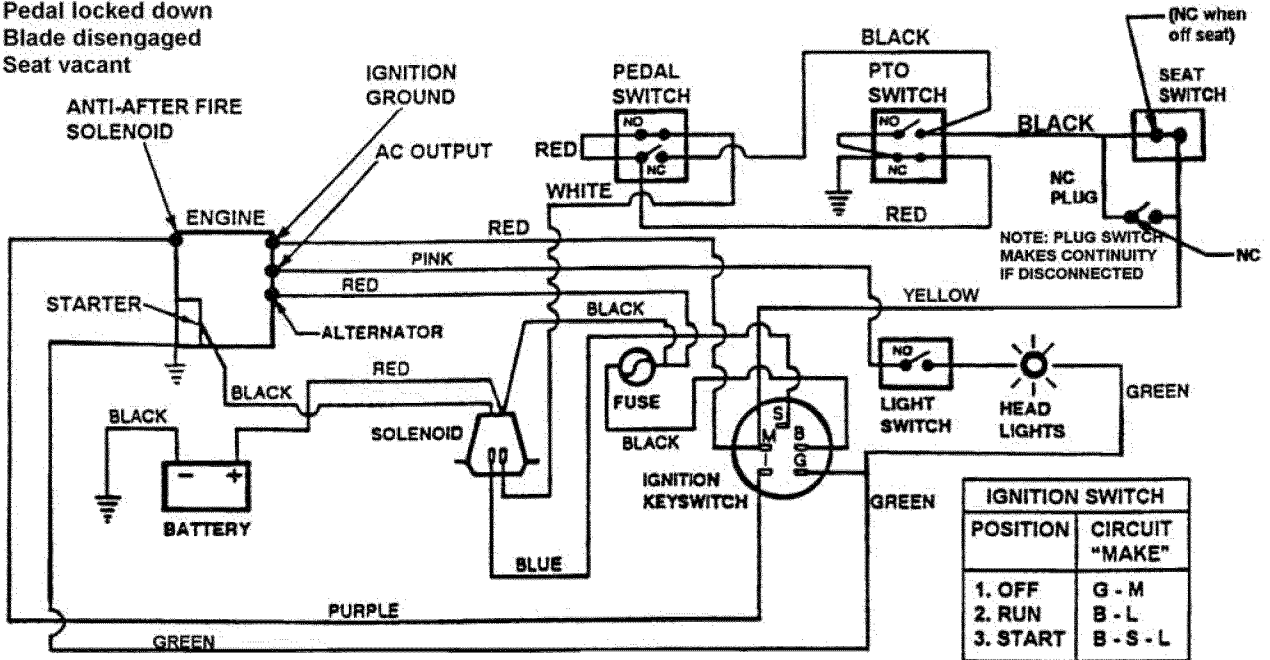 Pedal locked down
Blade disengaged
Seat vacant
ANTI-AFTER FIRE
SOLENOID
IGNITION
GROUND
AC OUTPUT
PEDAL
SWITCH
NO
NC
RED
WHITE
BLACK
PTO
SWITCH
NO
NC
RED
BLACK
(NC when
off seat)
SEAT
SWITCH
NC
PLUG
NOTE: PLUG SWITCH
MAKES CONTINUITY
IF DISCONNECTED
NC
ENGINE
RED
PINK
RED
BLACK
YELLOW
STARTER
ALTERNATOR
RED
BLACK
BLACK
SOLENOID
FUSE
BLACK
BATTERY
- +
S
M
B
I
G
IGNITION
KEYSWITCH
NO
LIGHT
SWITCH
HEAD
LIGHTS
GREEN
GREEN
BLUE
PURPLE
GREEN
IGNITION SWITCH
POSITION
CIRCUIT
"MAKE"
1. OFF G - M
2. RUN B - L
3. START B - S - L